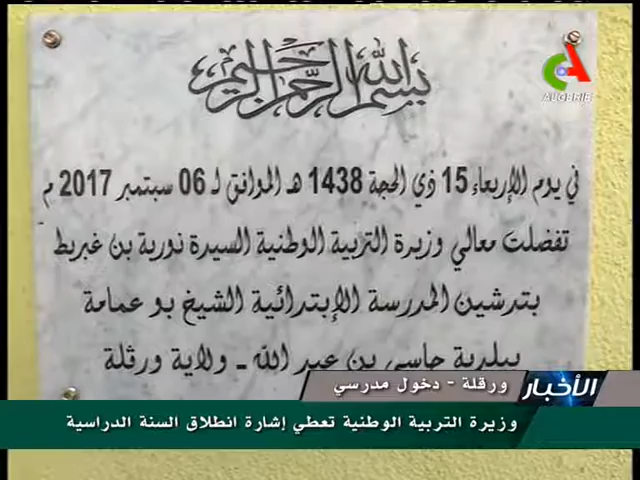 بسم الله الرحمن الرحيم
ALGERIE
في يوم الإربعاء 15 ذي الحجة 1438 هـ الموافق لـ 06 سبتمبر 2017 م
تفضلت معالي وزيرة التربية الوطنية السيدة نورية بن غبريط
بتدشين المدرسة الإبتدائية الشيخ بو عمامة
ببلدية حاسي بن عبد الله - ولاية ورقلة
ورقلة - دخول مدرسي
الأخبار
وزيرة التربية الوطنية تعطي إشارة انطلاق السنة الدراسية